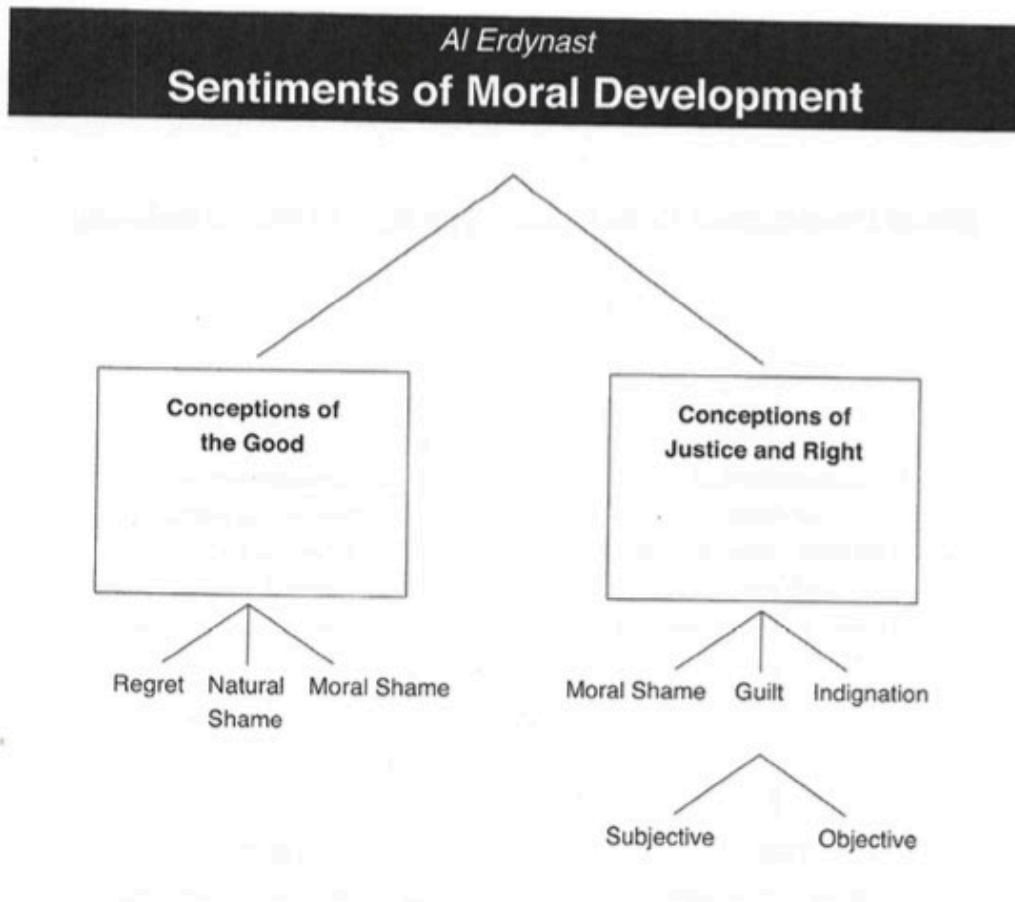 Al Erdynast
Sentiments of Moral Development
Conceptions of
the Good
Conceptions of
Justice and Right
Regret
Natural
Shame
Moral Shame
Moral Shame
Guilt
Indignation
Subjective
Objective